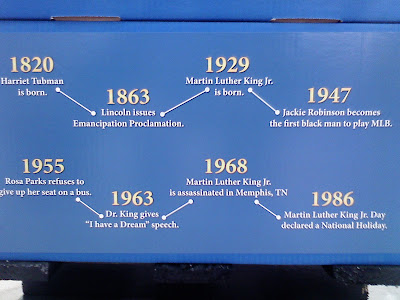 1820
Harriet Tubman
is born.
1863
Lincoln issues
Emancipation Proclamation.
1929
Martin Luther King Jr.
is born.
1947
Jackie Robinson becomes
the first black man to play MLB.
1955
Rosa Parks refuses to
give up her seat on a bus.
1963
Dr. King gives
“I have a Dream” speech.
1968
Martin Luther King Jr.
is assassinated in Memphis, TN
1986
Martin Luther King Jr. Day
declared a National Holiday.